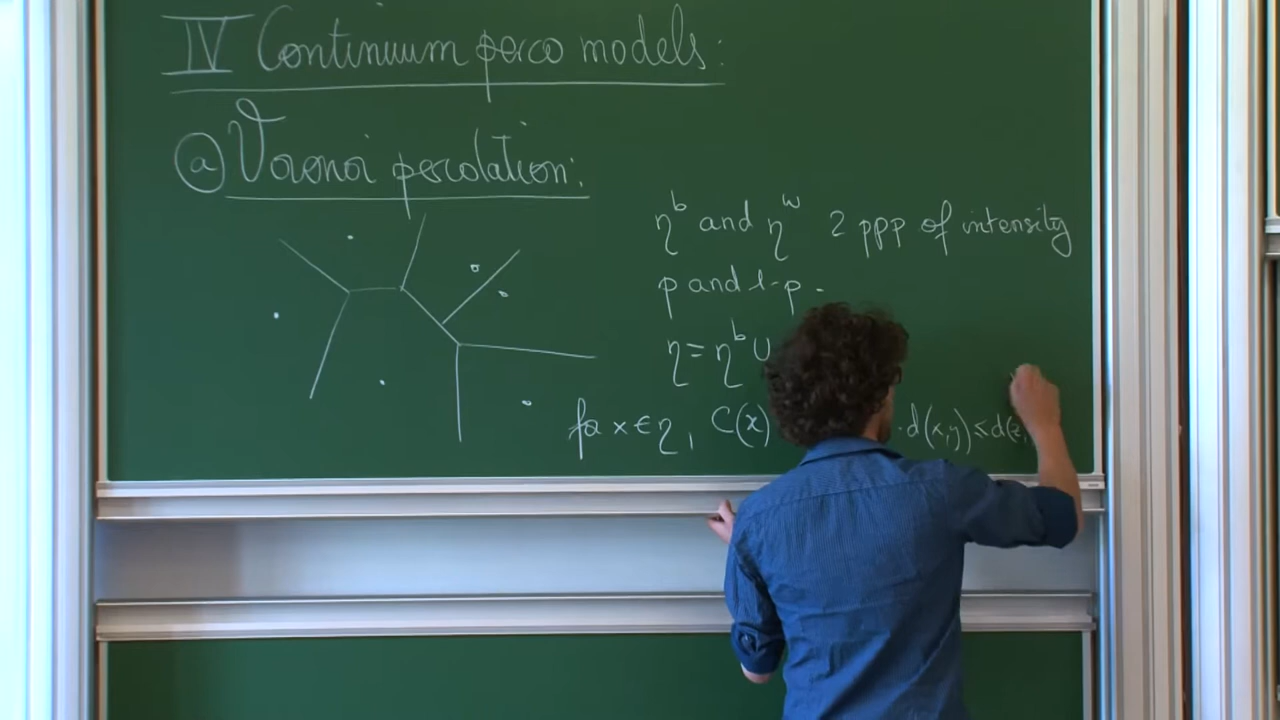 IV Continuum perco models:
(a) Voronoi percolation:
η^b and η^w 2 ppp of intensity
p and 1-p.
η = η^b ∪
for x ∈ η, C(x) d(x,y) ≤ d(z,